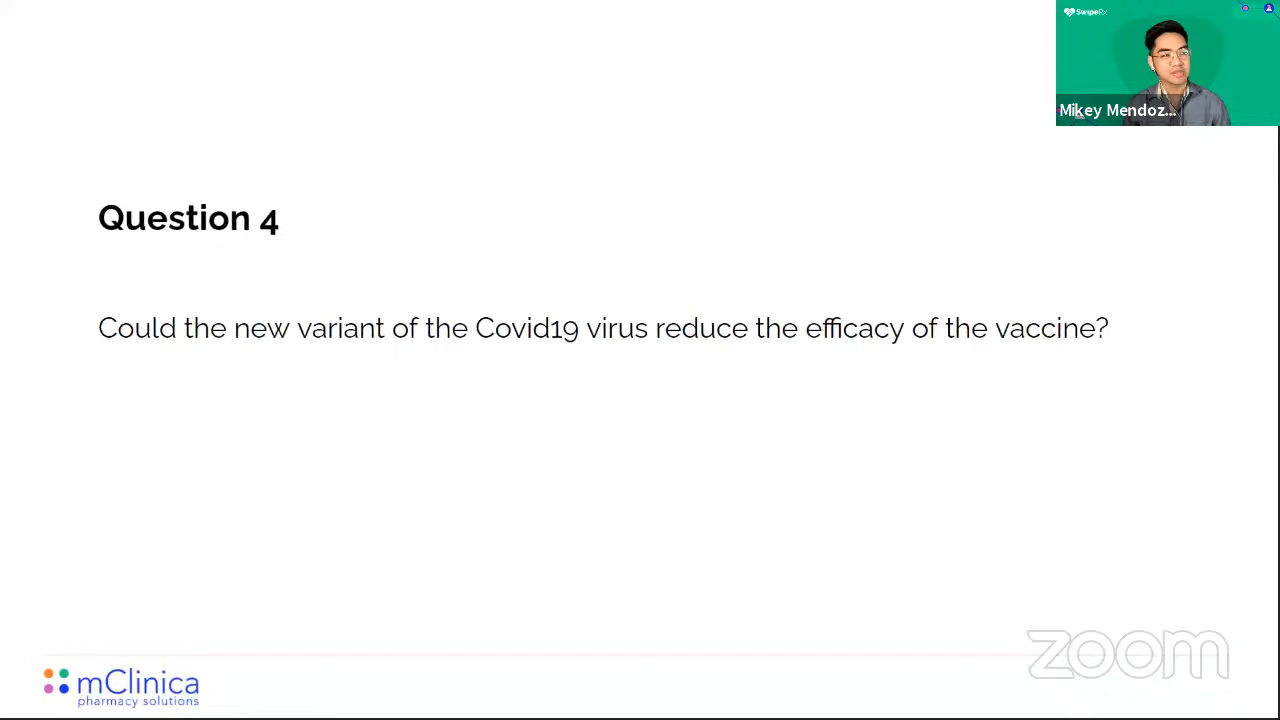 SwipeRx
Mikey Mendoz...
Question 4
Could the new variant of the Covid19 virus reduce the efficacy of the vaccine?
zoom
mClinica
pharmacy solutions